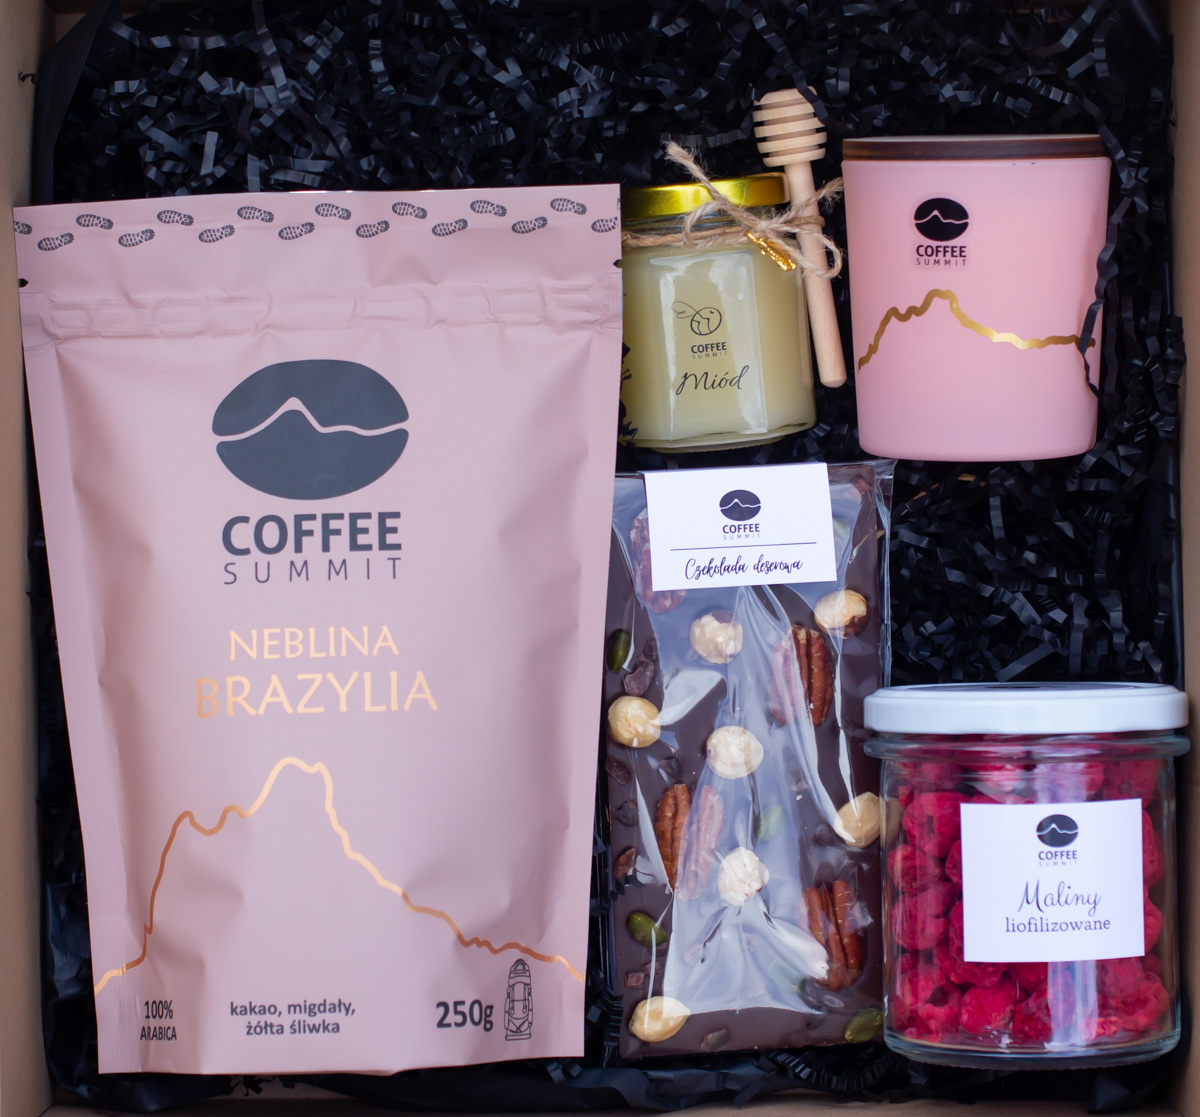 COFFEE
SUMMIT
NEBLINA
BRAZYLIA
100%
ARABICA
kakao, migdały,
żółta śliwka
250g
COFFEE
SUMMIT
Miód
COFFEE
SUMMIT
COFFEE
SUMMIT
Czekolada deserowa
COFFEE
SUMMIT
Maliny
liofilizowane